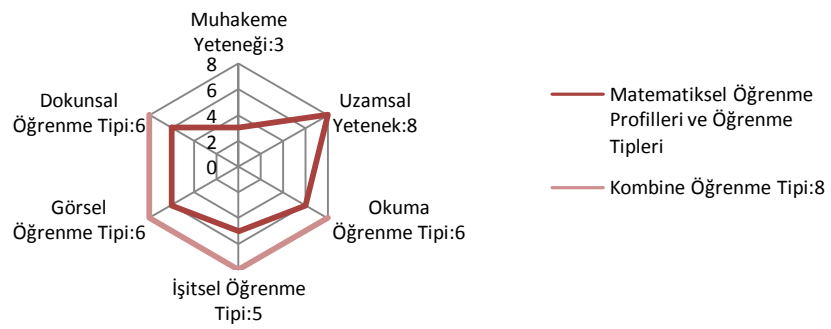 Muhakeme
Yeteneği:3
8
6
4
2
0
Uzamsal
Yetenek:8
Okuma
Öğrenme Tipi:6
İşitsel Öğrenme
Tipi:5
Görsel
Öğrenme Tipi:6
Dokunsal
Öğrenme Tipi:6
Matematiksel Öğrenme
Profilleri ve Öğrenme
Tipleri
Kombine Öğrenme Tipi:8